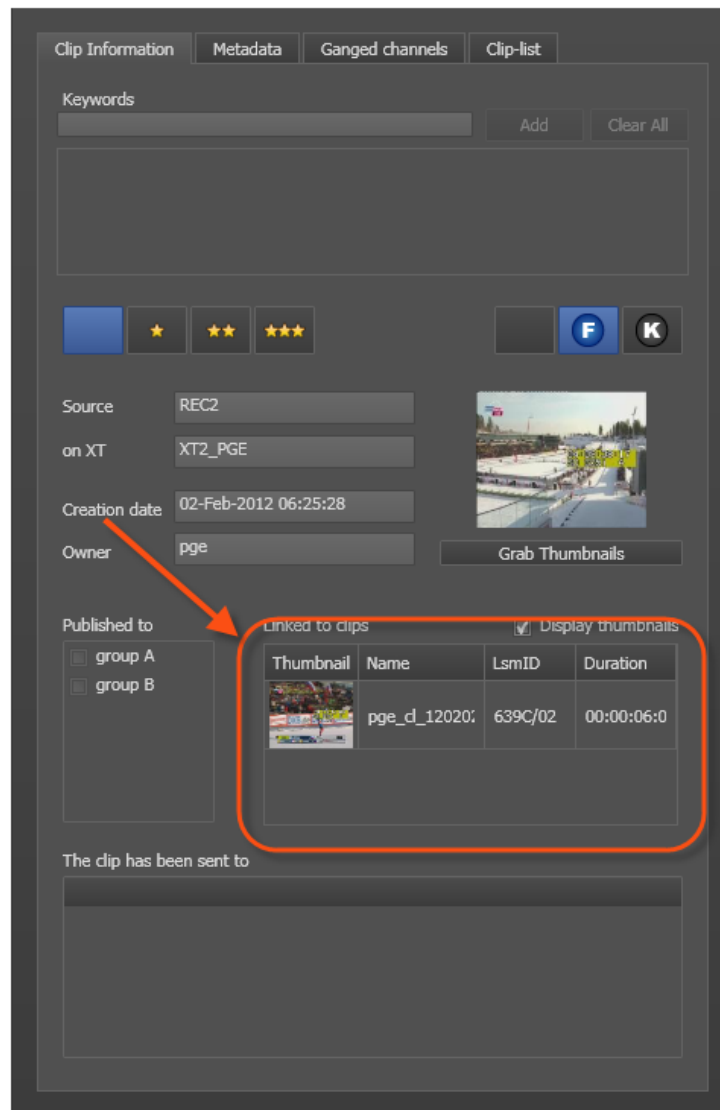 Clip Information Metadata Ganged channels Clip-list
Keywords
Add Clear All
F K
Source REC2
on XT XT2_PGE
Creation date 02-Feb-2012 06:25:28
Owner pge
Grab Thumbnails
Published to Linked to clips Display thumbnails
group A
group B
Thumbnail Name LsmID Duration
pge_cl_120202 639C/02 00:00:06:0
The clip has been sent to